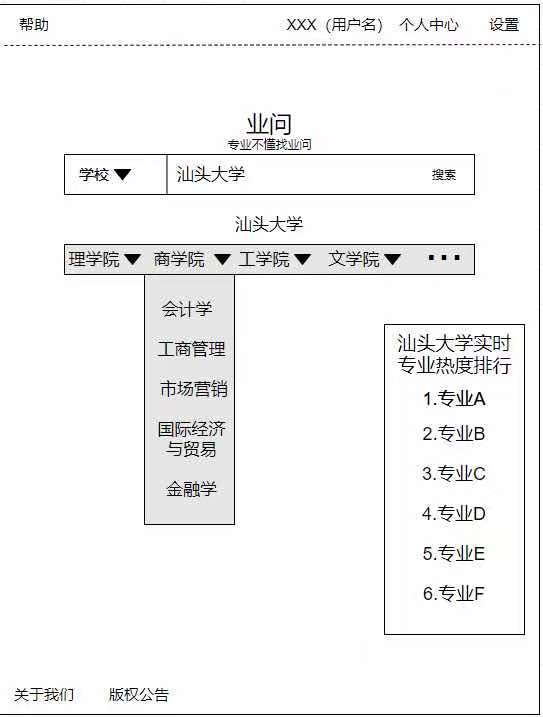 帮助 XXX（用户名） 个人中心 设置
业问
专业不懂找业问
学校 汕头大学 搜索
汕头大学
理学院 商学院 工学院 文学院 ···
会计学
工商管理
市场营销
国际经济
与贸易
金融学
汕头大学实时
专业热度排行
1.专业A
2.专业B
3.专业C
4.专业D
5.专业E
6.专业F
关于我们 版权公告